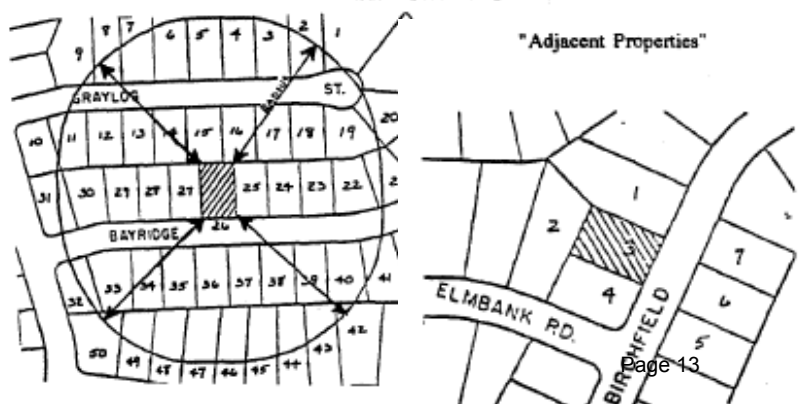 "Adjacent Properties"
9 8 7 6 5 4 3 2 1
GRAYLOG ST.
RADIUS
10 11 12 13 14 15 16 17 18 19 20
31 30 29 28 27 25 24 23 22
26
BAYRIDGE
32 33 34 35 36 37 38 39 40 41
42
50 49 48 47 46 45 44 43
1
2 3
4
ELMBANK RD.
BIRCHFIELD
7
6
5
Page 13